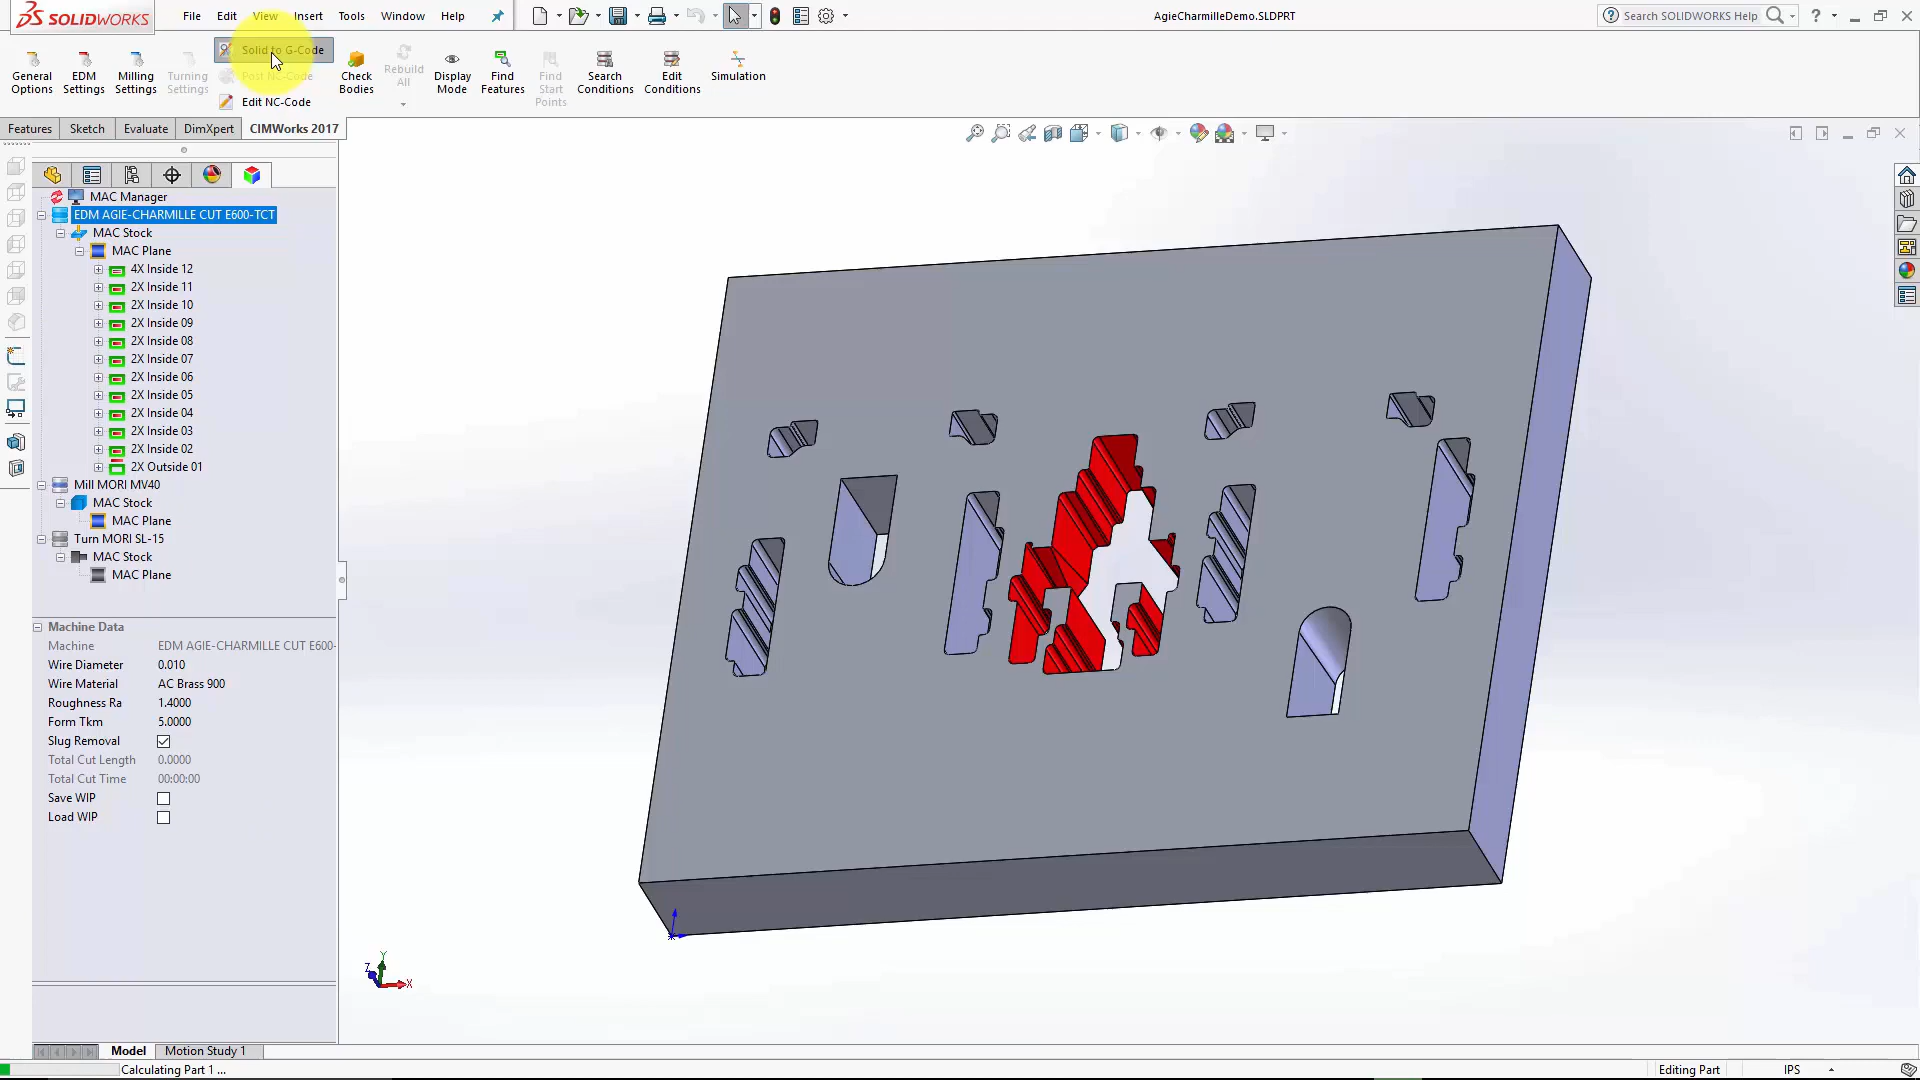 SOLIDWORKS
File Edit View Insert Tools Window Help
AgieCharmilleDemo.SLDPRT
Search SOLIDWORKS Help
General Options
EDM Settings
Milling Settings
Turning Settings
Solid to G-Code
Post NC-Code
Edit NC-Code
Check Bodies
Rebuild All
Display Mode
Find Features
Find Start Points
Search Conditions
Edit Conditions
Simulation
Features Sketch Evaluate DimXpert CIMWorks 2017
MAC Manager
EDM AGIE-CHARMILLE CUT E600-TCT
MAC Stock
MAC Plane
4X Inside 12
2X Inside 11
2X Inside 10
2X Inside 09
2X Inside 08
2X Inside 07
2X Inside 06
2X Inside 05
2X Inside 04
2X Inside 03
2X Inside 02
2X Outside 01
Mill MORI MV40
MAC Stock
MAC Plane
Turn MORI SL-15
MAC Stock
MAC Plane
Machine Data
Machine EDM AGIE-CHARMILLE CUT E600-
Wire Diameter 0.010
Wire Material AC Brass 900
Roughness Ra 1.4000
Form Tkm 5.0000
Slug Removal
Total Cut Length 0.0000
Total Cut Time 00:00:00
Save WIP
Load WIP
Y
Z
X
Model Motion Study 1
Calculating Part 1 ...
Editing Part IPS